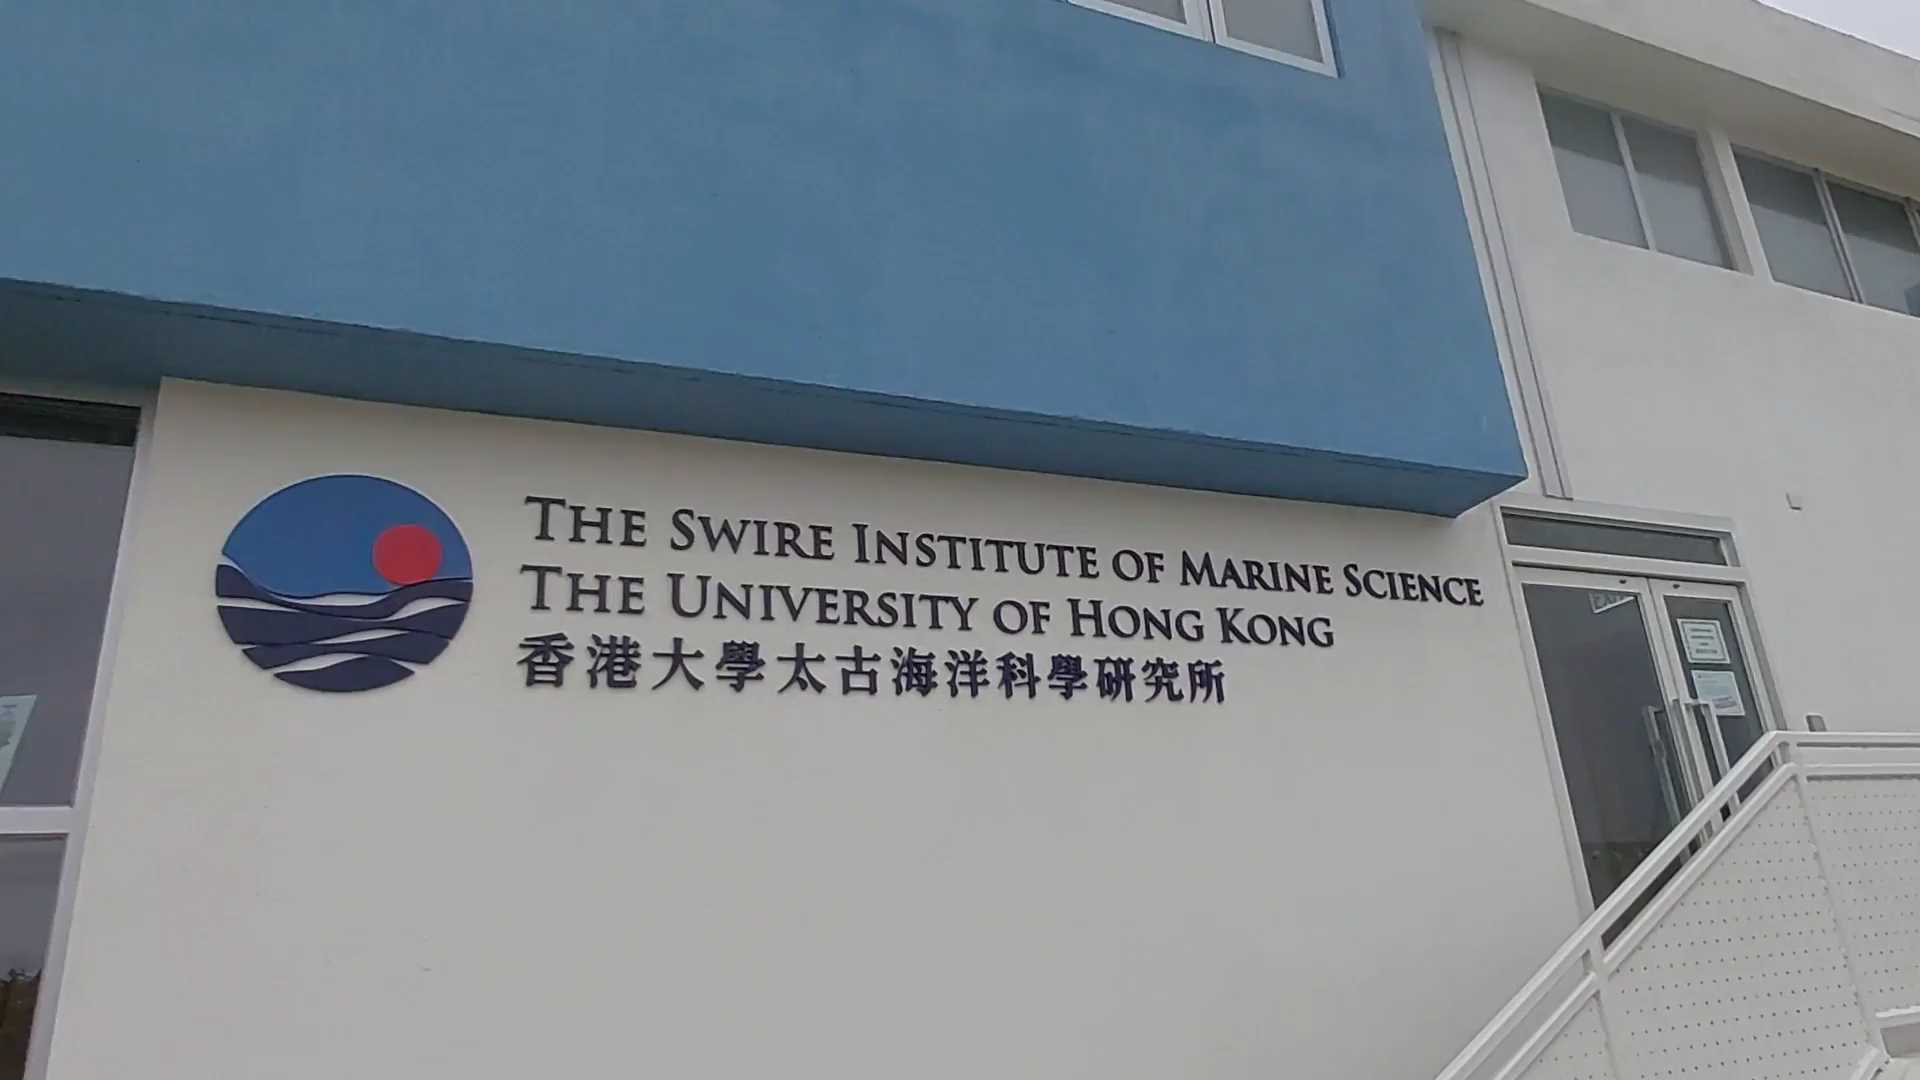 THE SWIRE INSTITUTE OF MARINE SCIENCE
THE UNIVERSITY OF HONG KONG
香港大學太古海洋科學研究所